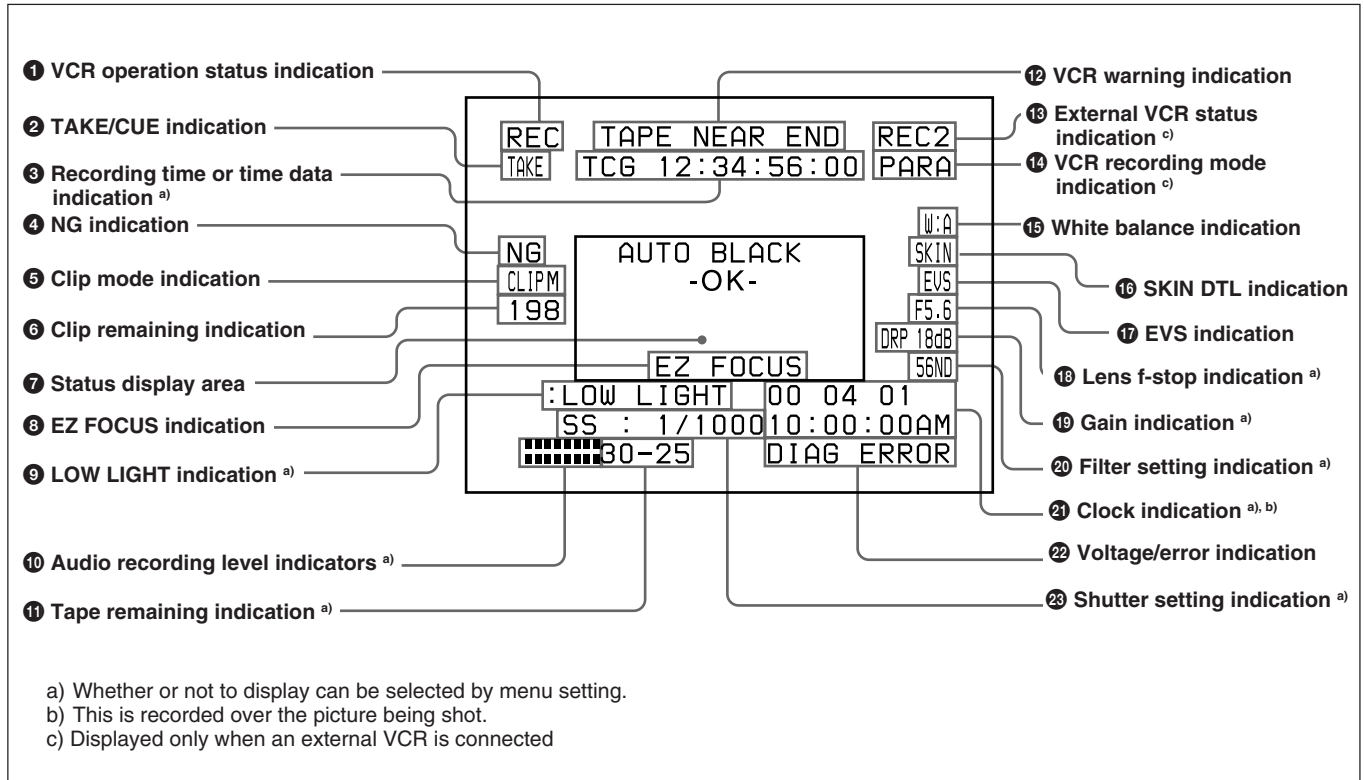 ❶ VCR operation status indication
❷ TAKE/CUE indication
❸ Recording time or time data
indication a)
❹ NG indication
❺ Clip mode indication
❻ Clip remaining indication
❼ Status display area
❽ EZ FOCUS indication
❾ LOW LIGHT indication a)
❿ Audio recording level indicators a)
⓫ Tape remaining indication a)
REC TAPE NEAR END REC2
TAKE TCG 12:34:56:00 PARA
W:A
NG AUTO BLACK SKIN
CLIPM -OK- EVS
198 F5.6
DRP 18dB
EZ FOCUS 56ND
:LOW LIGHT 00 04 01
SS : 1/1000 10:00:00AM
30-25 DIAG ERROR
⓬ VCR warning indication
⓭ External VCR status
indication c)
⓮ VCR recording mode
indication c)
⓯ White balance indication
⓰ SKIN DTL indication
⓱ EVS indication
⓲ Lens f-stop indication a)
⓳ Gain indication a)
⓴ Filter setting indication a)
㉑ Clock indication a), b)
㉒ Voltage/error indication
㉓ Shutter setting indication a)
a) Whether or not to display can be selected by menu setting.
b) This is recorded over the picture being shot.
c) Displayed only when an external VCR is connected